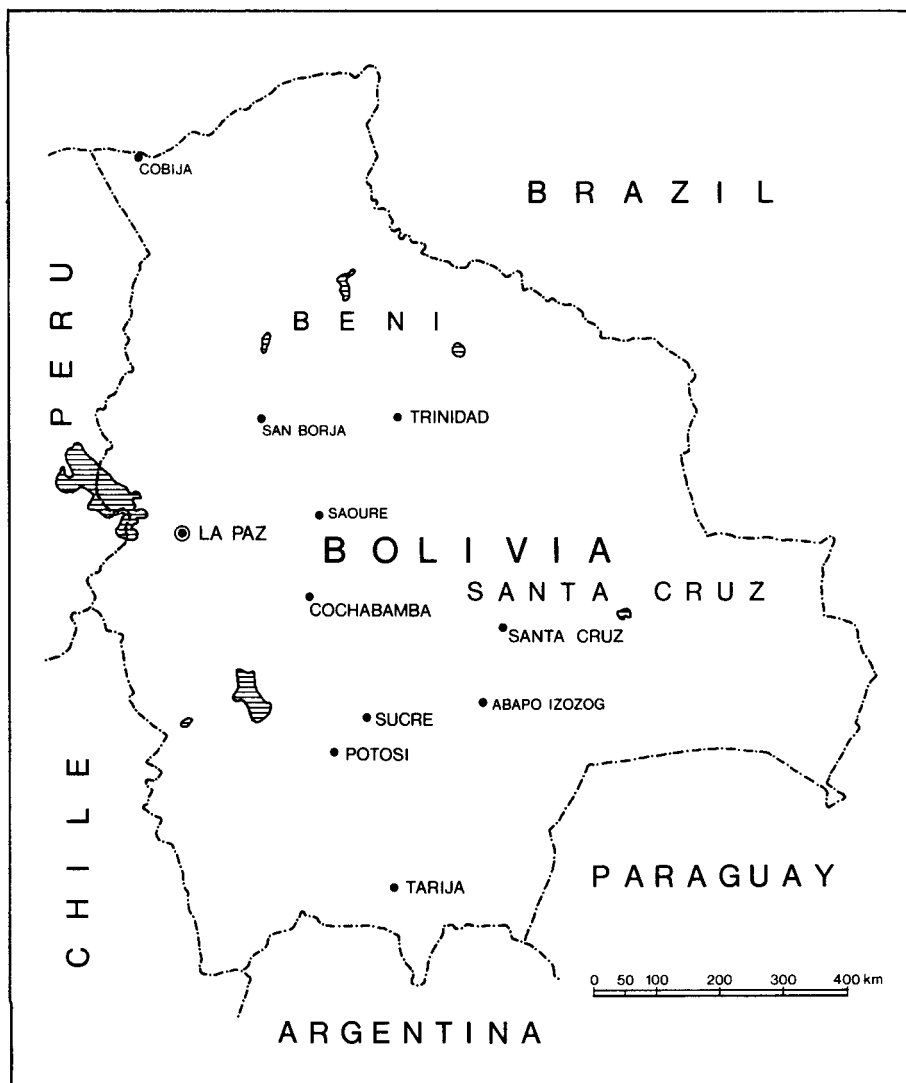 COBIJA
BRAZIL
PERU
BENI
SAN BORJA
TRINIDAD
SAOURE
LA PAZ
BOLIVIA
SANTA CRUZ
COCHABAMBA
SANTA CRUZ
ABAPO IZOZOG
SUCRE
POTOSI
CHILE
PARAGUAY
TARIJA
0 50 100 200 300 400 km
ARGENTINA